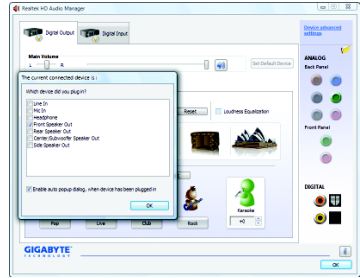 Realtek HD Audio Manager
Digital Output
Digital Input
Device advanced settings
Main Volume
L
R
Set Default Device
ANALOG
Back Panel
The current connected device is :
Which device did you plug in?
Line In
Mic In
Headphone
Front Speaker Out
Rear Speaker Out
Center/Subwoofer Speaker Out
Side Speaker Out
Reset
Loudness Equalization
Front Panel
Enable auto popup dialog, when device has been plugged in
OK
DIGITAL
Karaoke
+0
Pop
Live
Club
Rock
GIGABYTE
TECHNOLOGY
OK